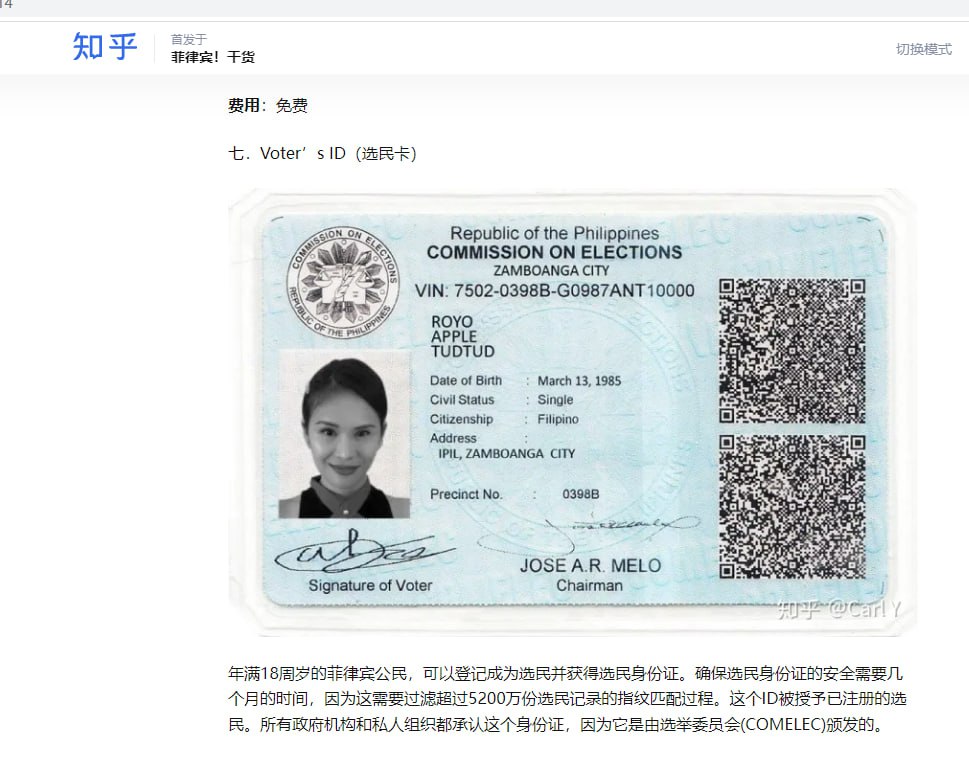 14
知乎
首发于
菲律宾！干货
切换模式
费用：免费
七．Voter’s ID（选民卡）
COMMISSION ON ELECTIONS
REPUBLIC OF THE PHILIPPINES
Republic of the Philippines
COMMISSION ON ELECTIONS
ZAMBOANGA CITY
VIN: 7502-0398B-G0987ANT10000
ROYO
APPLE
TUDTUD
Date of Birth : March 13, 1985
Civil Status : Single
Citizenship : Filipino
Address :
IPIL, ZAMBOANGA CITY
Precinct No. : 0398B
Signature of Voter
JOSE A.R. MELO
Chairman
知乎 @Carl Y
年满18周岁的菲律宾公民，可以登记成为选民并获得选民身份证。确保选民身份证的安全需要几
个月的时间，因为这需要过滤超过5200万份选民记录的指纹匹配过程。这个ID被授予已注册的选
民。所有政府机构和私人组织都承认这个身份证，因为它是由选举委员会(COMELEC)颁发的。